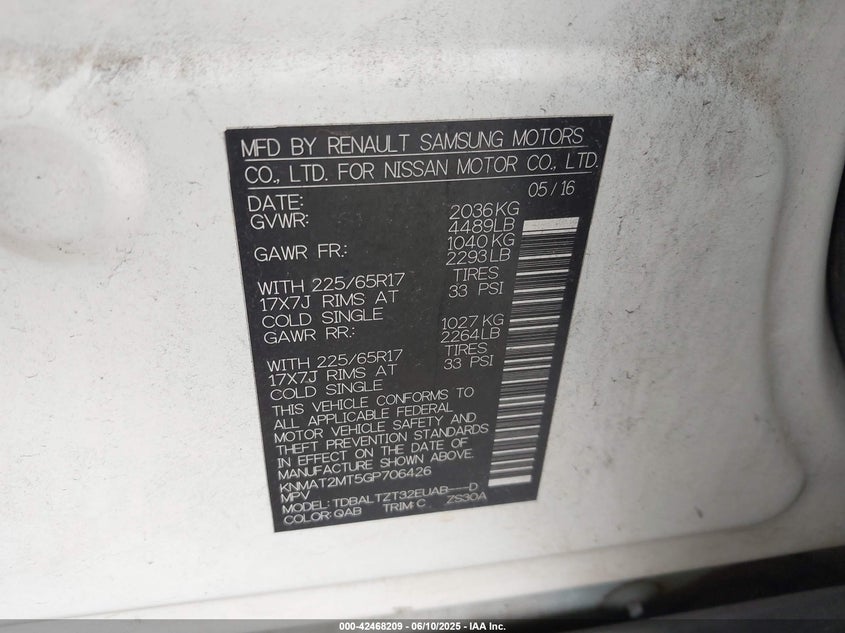 MFD BY RENAULT SAMSUNG MOTORS
CO., LTD. FOR NISSAN MOTOR CO., LTD.
DATE: 05/16
GVWR: 2036KG
4489LB
GAWR FR.: 1040KG
2293LB
WITH 225/65R17 TIRES
17X7J RIMS AT 33 PSI
COLD SINGLE
GAWR RR.: 1027KG
2264LB
WITH 225/65R17 TIRES
17X7J RIMS AT 33 PSI
COLD SINGLE
THIS VEHICLE CONFORMS TO
ALL APPLICABLE FEDERAL
MOTOR VEHICLE SAFETY AND
THEFT PREVENTION STANDARDS
IN EFFECT ON THE DATE OF
MANUFACTURE SHOWN ABOVE.
KNMAT2MT5GP706426
MPV
MODEL: TDBALTZT32EUAB---D
COLOR: QAB TRIM: C ZS30A
000-42468209 - 06/10/2025 - IAA Inc.